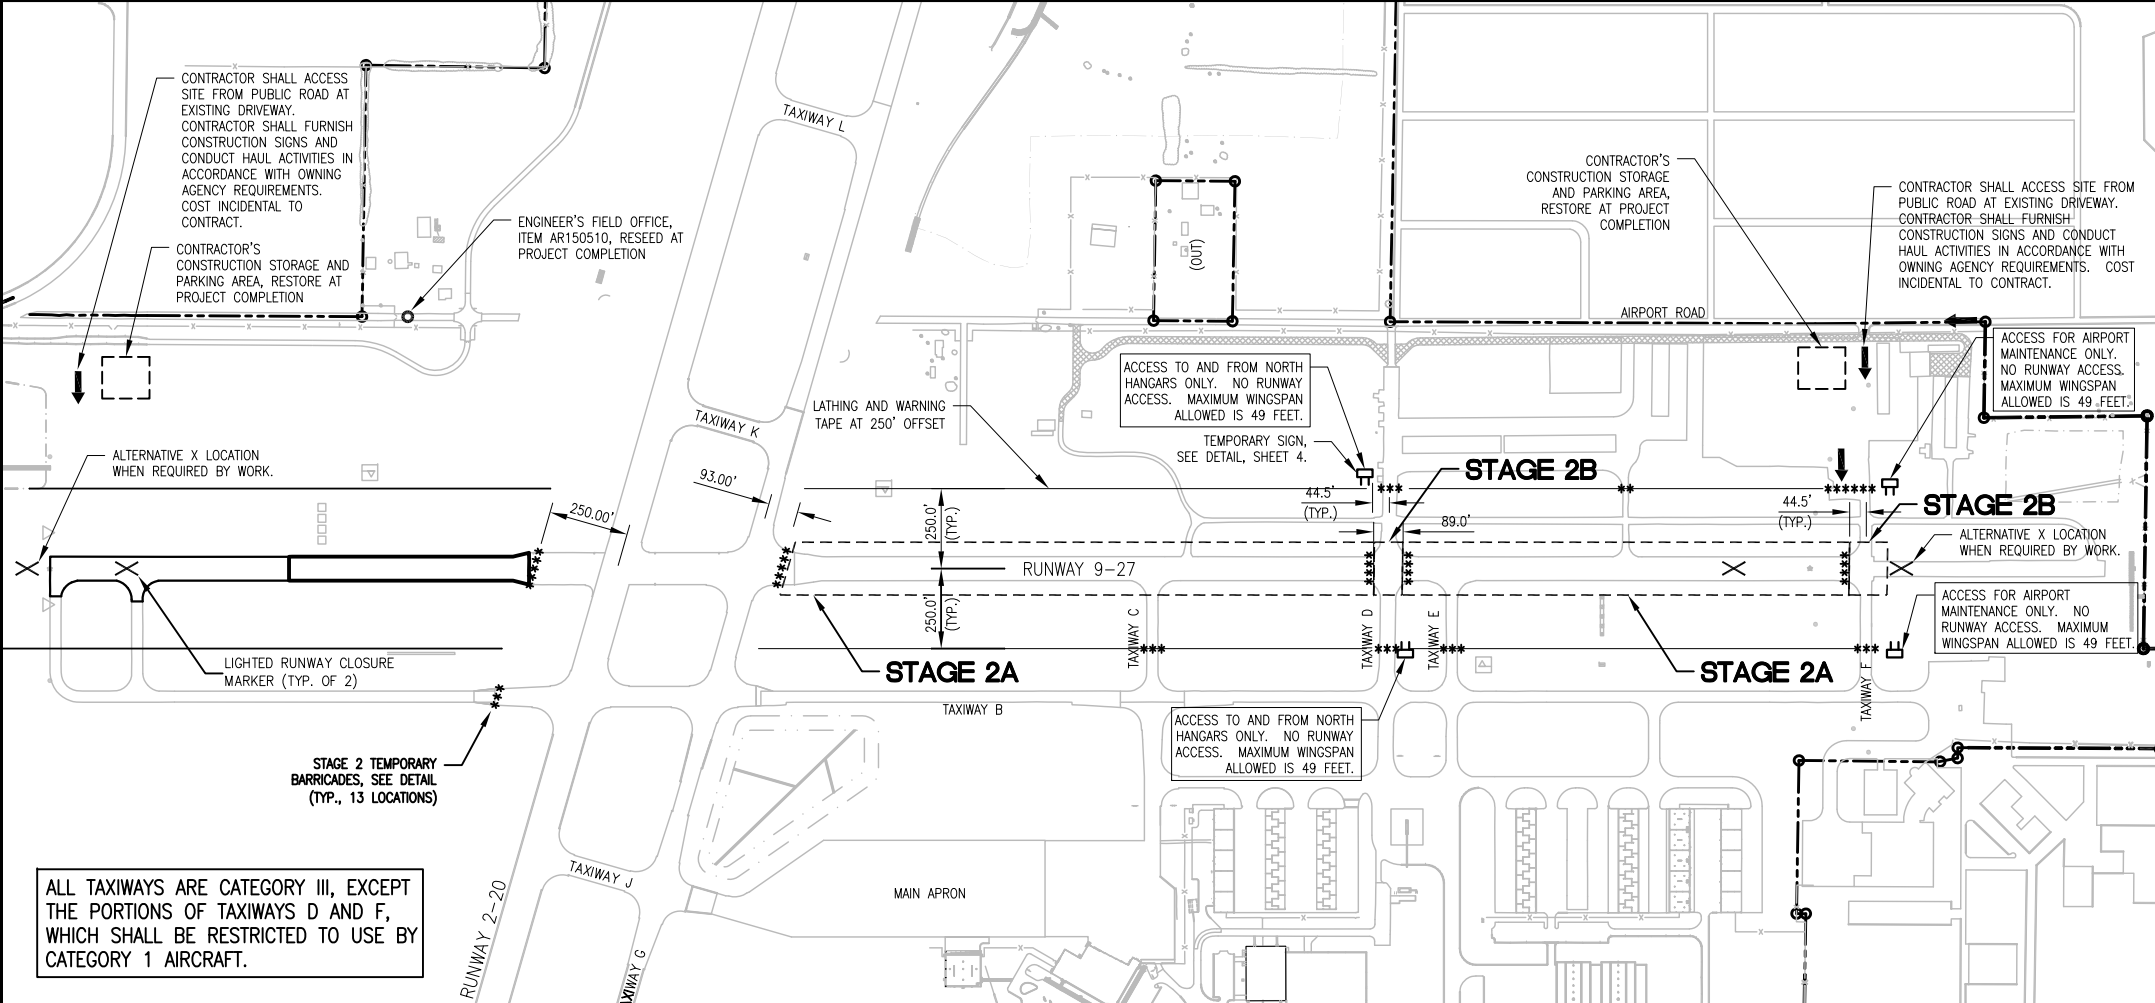 CONTRACTOR SHALL ACCESS
SITE FROM PUBLIC ROAD AT
EXISTING DRIVEWAY.
CONTRACTOR SHALL FURNISH
CONSTRUCTION SIGNS AND
CONDUCT HAUL ACTIVITIES IN
ACCORDANCE WITH OWNING
AGENCY REQUIREMENTS.
COST INCIDENTAL TO
CONTRACT.
CONTRACTOR'S
CONSTRUCTION STORAGE AND
PARKING AREA, RESTORE AT
PROJECT COMPLETION
ENGINEER'S FIELD OFFICE,
ITEM AR150510, RESEED AT
PROJECT COMPLETION
TAXIWAY L
(OUT)
CONTRACTOR'S
CONSTRUCTION STORAGE
AND PARKING AREA,
RESTORE AT PROJECT
COMPLETION
CONTRACTOR SHALL ACCESS SITE FROM
PUBLIC ROAD AT EXISTING DRIVEWAY.
CONTRACTOR SHALL FURNISH
CONSTRUCTION SIGNS AND CONDUCT
HAUL ACTIVITIES IN ACCORDANCE WITH
OWNING AGENCY REQUIREMENTS. COST
INCIDENTAL TO CONTRACT.
AIRPORT ROAD
ACCESS FOR AIRPORT
MAINTENANCE ONLY.
NO RUNWAY ACCESS.
MAXIMUM WINGSPAN
ALLOWED IS 49 FEET.
ACCESS TO AND FROM NORTH
HANGARS ONLY. NO RUNWAY
ACCESS. MAXIMUM WINGSPAN
ALLOWED IS 49 FEET.
LATHING AND WARNING
TAPE AT 250' OFFSET
TAXIWAY K
TEMPORARY SIGN,
SEE DETAIL, SHEET 4.
ALTERNATIVE X LOCATION
WHEN REQUIRED BY WORK.
93.00'
250.00'
250.0'
(TYP.)
44.5'
(TYP.)
STAGE 2B
89.0'
44.5'
(TYP.)
STAGE 2B
ALTERNATIVE X LOCATION
WHEN REQUIRED BY WORK.
RUNWAY 9-27
250.0'
(TYP.)
TAXIWAY C
TAXIWAY D
TAXIWAY E
TAXIWAY F
ACCESS FOR AIRPORT
MAINTENANCE ONLY. NO
RUNWAY ACCESS. MAXIMUM
WINGSPAN ALLOWED IS 49 FEET.
LIGHTED RUNWAY CLOSURE
MARKER (TYP. OF 2)
STAGE 2A
STAGE 2A
TAXIWAY B
ACCESS TO AND FROM NORTH
HANGARS ONLY. NO RUNWAY
ACCESS. MAXIMUM WINGSPAN
ALLOWED IS 49 FEET.
STAGE 2 TEMPORARY
BARRICADES, SEE DETAIL
(TYP., 13 LOCATIONS)
TAXIWAY J
MAIN APRON
RUNWAY 2-20
XIWAY G
ALL TAXIWAYS ARE CATEGORY III, EXCEPT
THE PORTIONS OF TAXIWAYS D AND F,
WHICH SHALL BE RESTRICTED TO USE BY
CATEGORY 1 AIRCRAFT.